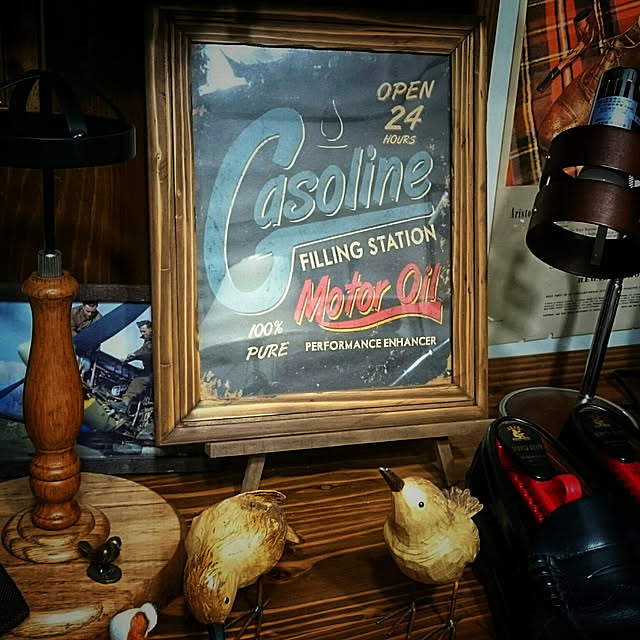 OPEN
24
HOURS
Gasoline
FILLING STATION
Motor Oil
100%
PURE
PERFORMANCE ENHANCER